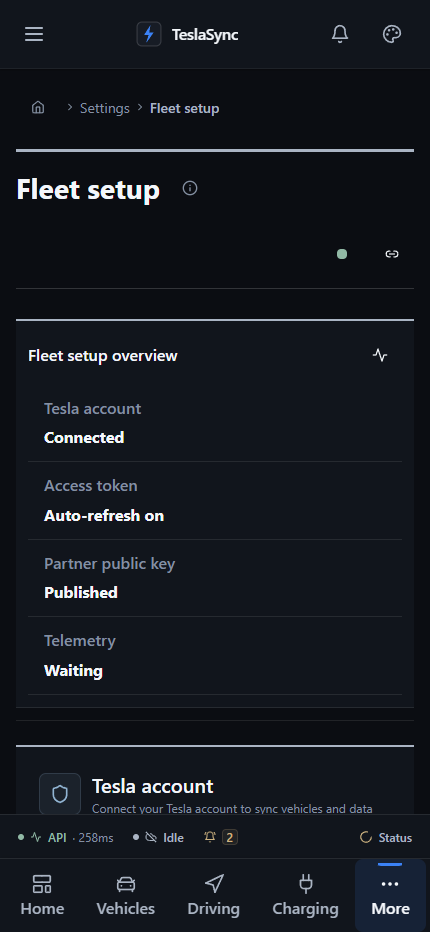 TeslaSync
Settings
Fleet setup
Fleet setup
Fleet setup overview
Tesla account
Connected
Access token
Auto-refresh on
Partner public key
Published
Telemetry
Waiting
Tesla account
Connect your Tesla account to sync vehicles and data
API · 258ms
Idle
2
Status
Home
Vehicles
Driving
Charging
More